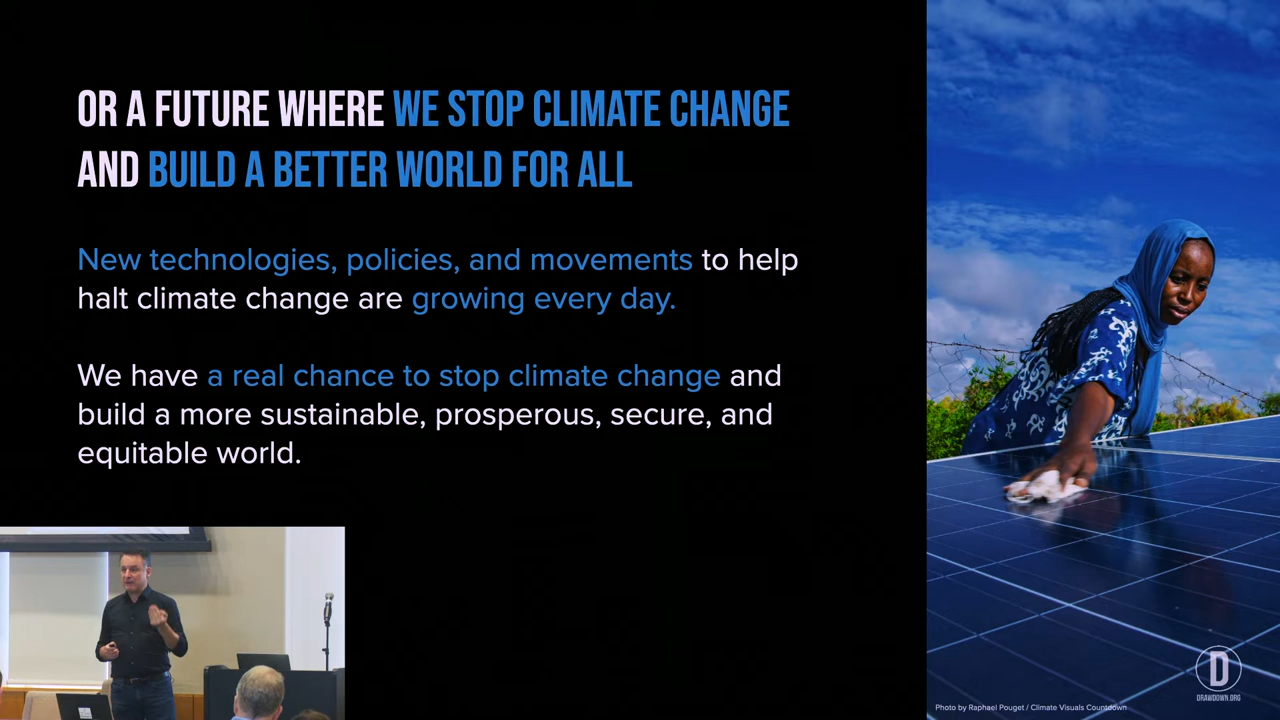 OR A FUTURE WHERE WE STOP CLIMATE CHANGE
AND BUILD A BETTER WORLD FOR ALL
New technologies, policies, and movements to help
halt climate change are growing every day.
We have a real chance to stop climate change and
build a more sustainable, prosperous, secure, and
equitable world.
D
DRAWDOWN.ORG
Photo by Raphael Pouget / Climate Visuals Countdown